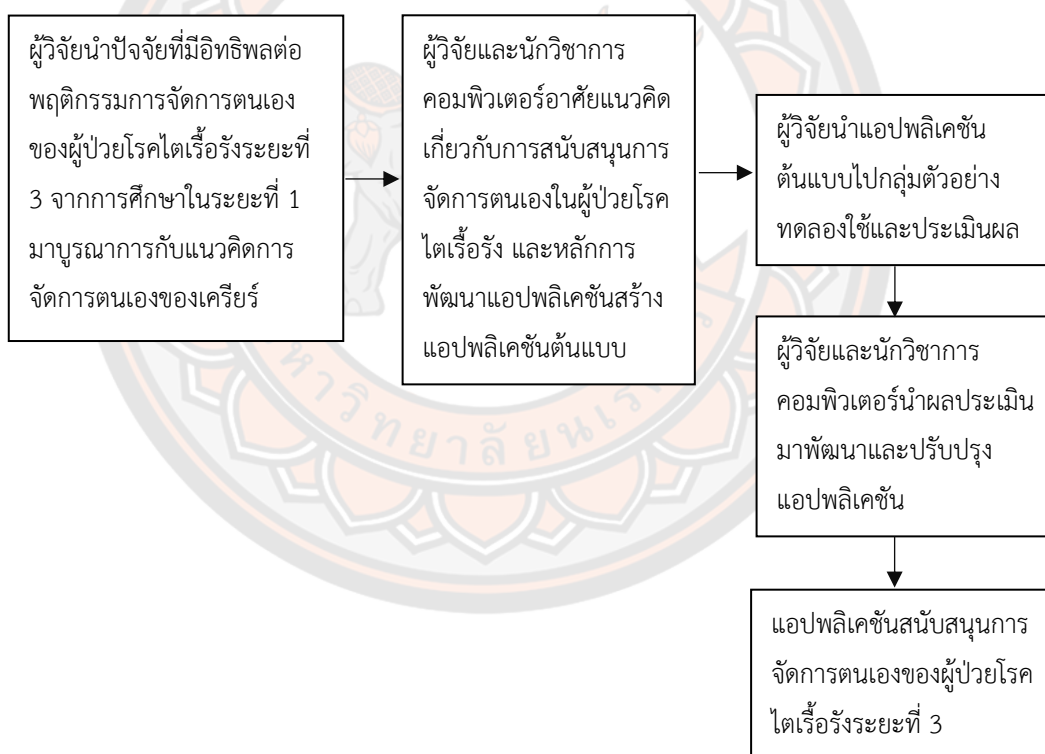 ผู้วิจัยนำปัจจัยที่มีอิทธิพลต่อ
พฤติกรรมการจัดการตนเอง
ของผู้ป่วยโรคไตเรื้อรังระยะที่
3 จากการศึกษาในระยะที่ 1
มาบูรณาการกับแนวคิดการ
จัดการตนเองของเครียร์
ผู้วิจัยและนักวิชาการ
คอมพิวเตอร์อาศัยแนวคิด
เกี่ยวกับการสนับสนุนการ
จัดการตนเองในผู้ป่วยโรค
ไตเรื้อรัง และหลักการ
พัฒนาแอปพลิเคชันสร้าง
แอปพลิเคชันต้นแบบ
ผู้วิจัยนำแอปพลิเคชัน
ต้นแบบไปกลุ่มตัวอย่าง
ทดลองใช้และประเมินผล
ผู้วิจัยและนักวิชาการ
คอมพิวเตอร์นำผลประเมิน
มาพัฒนาและปรับปรุง
แอปพลิเคชัน
แอปพลิเคชันสนับสนุนการ
จัดการตนเองของผู้ป่วยโรค
ไตเรื้อรังระยะที่ 3